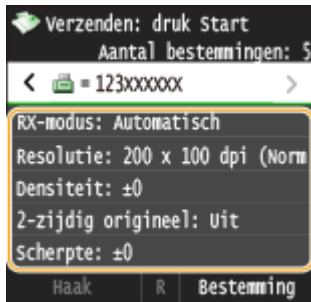 Verzenden: druk Start
Aantal bestemmingen: 5
< = 123xxxxxx >
RX-modus: Automatisch
Resolutie: 200 x 100 dpi (Norm
Densiteit: ±0
2-zijdig origineel: Uit
Scherpte: ±0
Haak R Bestemming